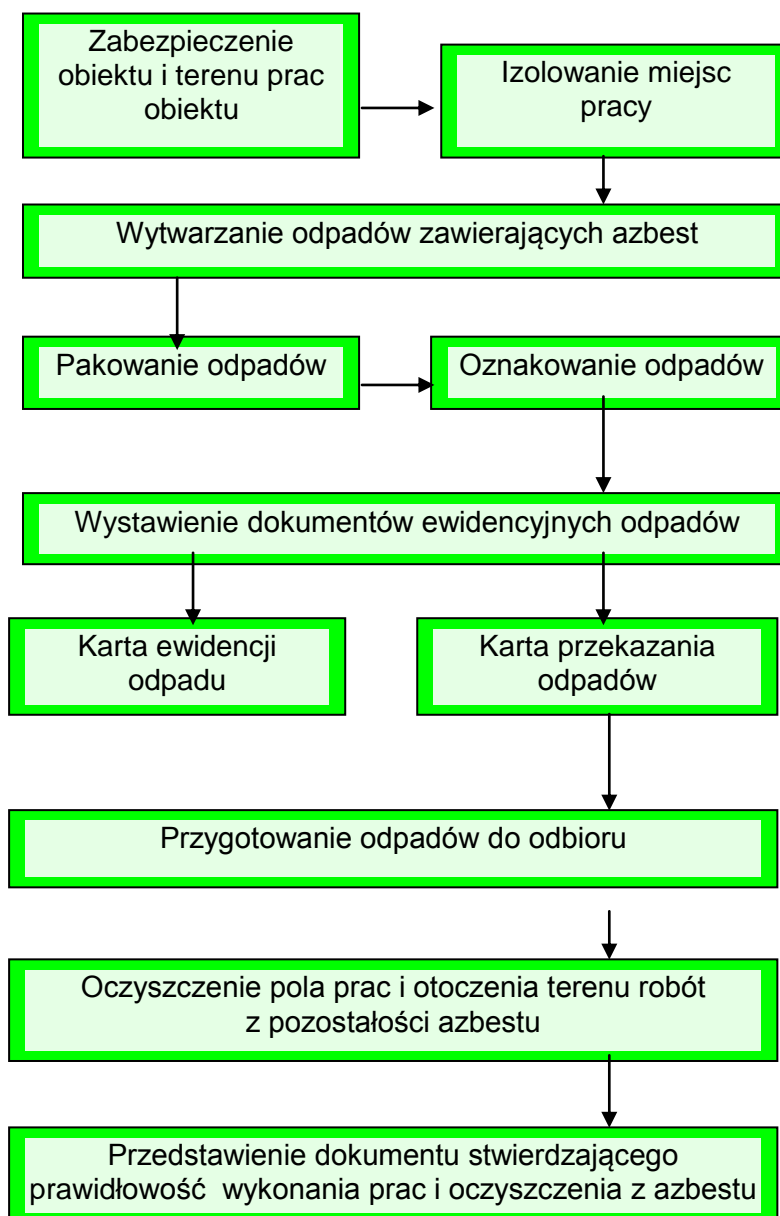 Zabezpieczenie
obiektu i terenu prac
obiektu
Izolowanie miejsc
pracy
Wytwarzanie odpadów zawierających azbest
Pakowanie odpadów
Oznakowanie odpadów
Wystawienie dokumentów ewidencyjnych odpadów
Karta ewidencji
odpadu
Karta przekazania
odpadów
Przygotowanie odpadów do odbioru
Oczyszczenie pola prac i otoczenia terenu robót
z pozostałości azbestu
Przedstawienie dokumentu stwierdzającego
prawidłowość wykonania prac i oczyszczenia z azbestu